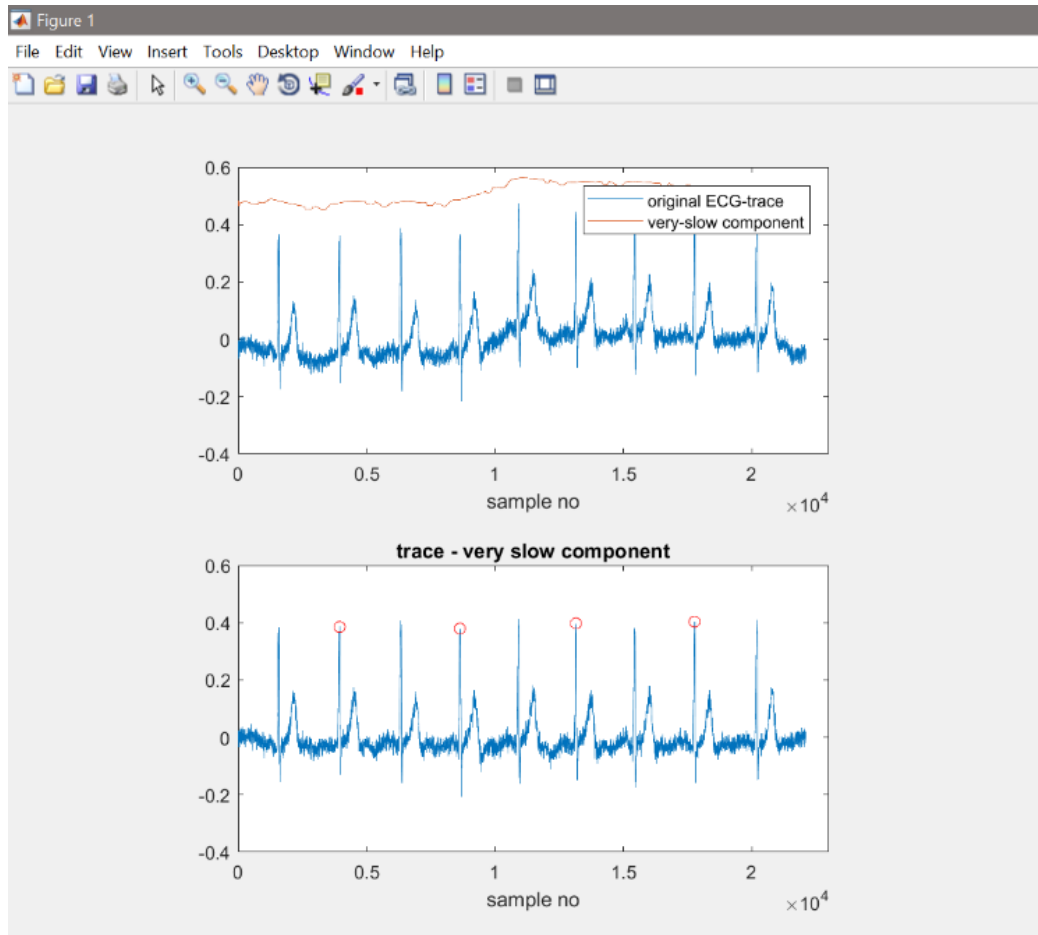 Figure 1
File Edit View Insert Tools Desktop Window Help
0.6
0.4
0.2
0
-0.2
-0.4
original ECG-trace
very-slow component
0 0.5 1 1.5 2
sample no
×10^4
trace - very slow component
0.6
0.4
0.2
0
-0.2
-0.4
0 0.5 1 1.5 2
sample no
×10^4